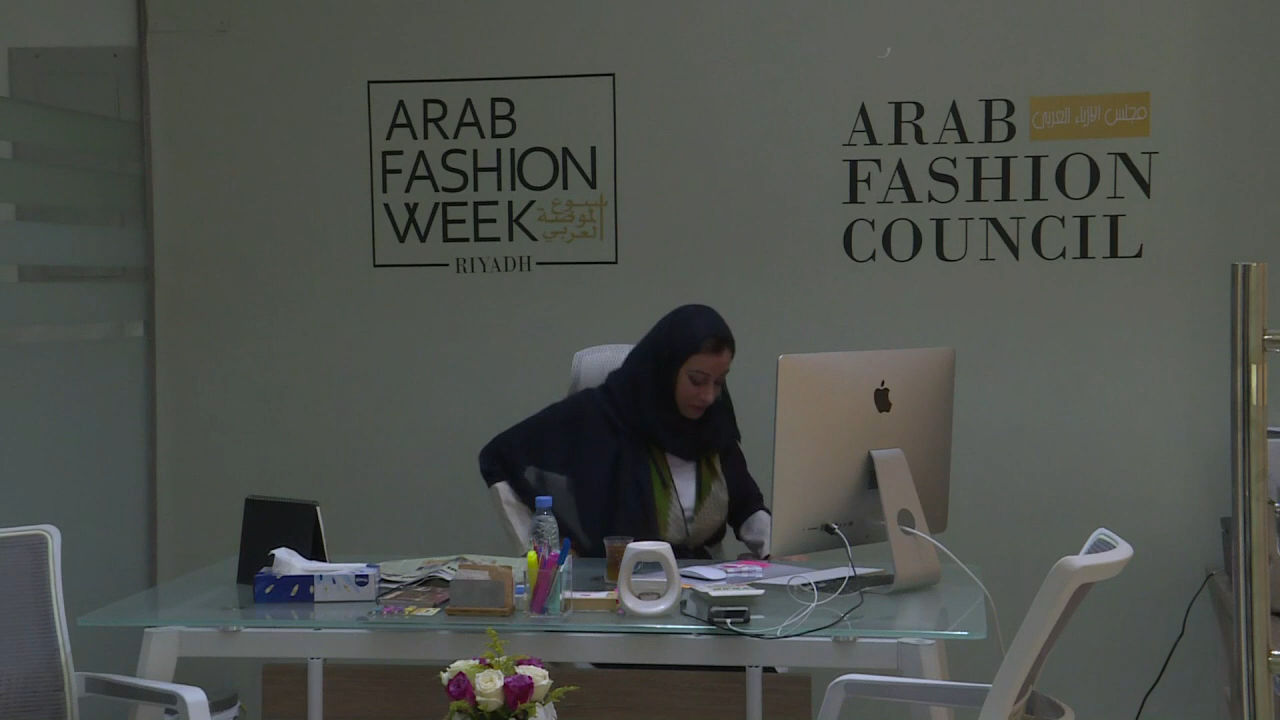 ARAB
FASHION
WEEK
أسبوع
الموضة
العربي
RIYADH
ARAB مجلس الأزياء العربي
FASHION
COUNCIL